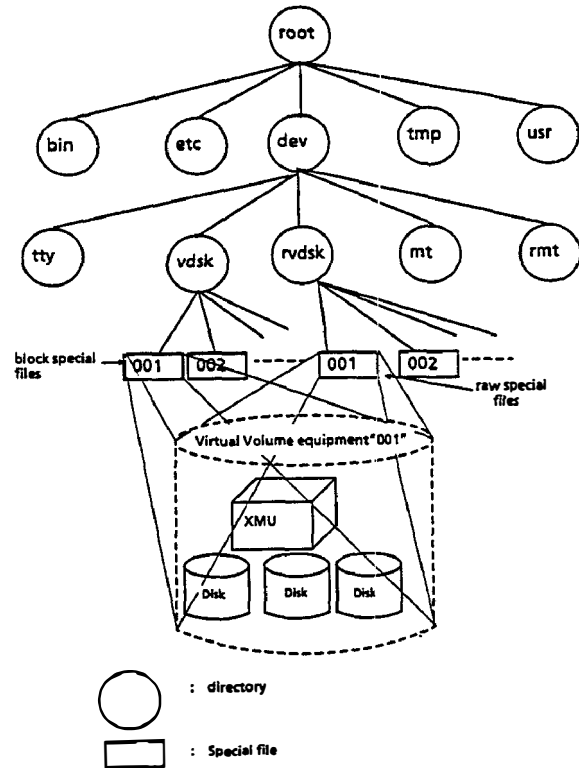 root
bin etc dev tmp usr
tty vdsk rvdsk mt rmt
block special
files
001 002 001 002
raw special
files
Virtual Volume equipment "001"
XMU
Disk Disk Disk
: directory
: Special file